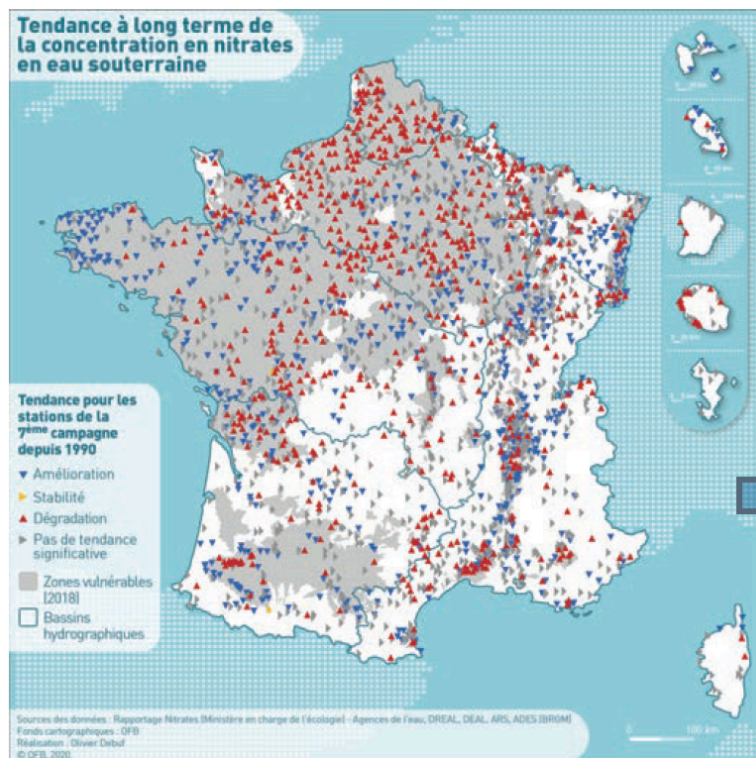 Tendance à long terme de
la concentration en nitrates
en eau souterraine
Tendance pour les
stations de la
7ème campagne
depuis 1990
Amélioration
Stabilité
Dégradation
Pas de tendance
significative
Zones vulnérables
(2018)
Bassins
hydrographiques
Sources des données : Rapportage Nitrates (Ministère en charge de l'écologie) - Agences de l'eau, DREAL, DEAL, ARS, ADES (BRGM)
Fonds cartographiques : OFB
Réalisation : Olivier Debuf
© OFB, 2020
0 100 km